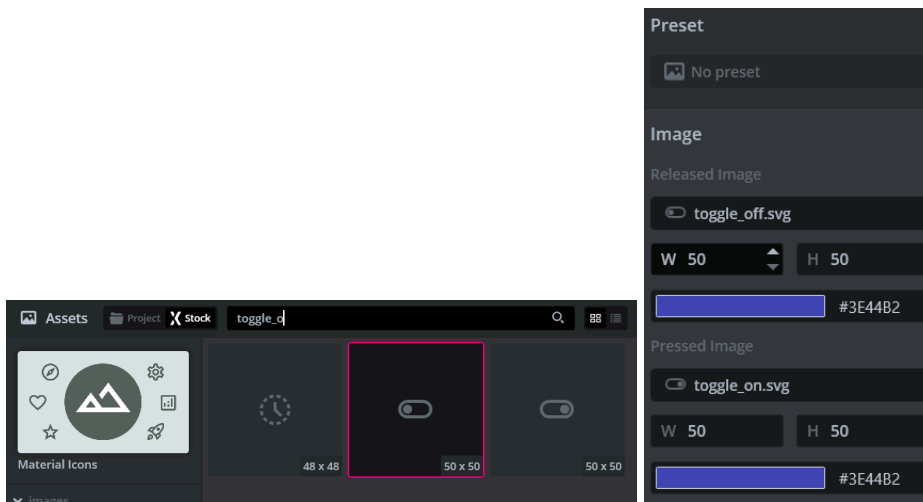 Assets
Project
Stock
toggle_o
Material Icons
48 x 48
50 x 50
50 x 50
images
Preset
No preset
Image
Released Image
toggle_off.svg
W 50
H 50
#3E44B2
Pressed Image
toggle_on.svg
W 50
H 50
#3E44B2